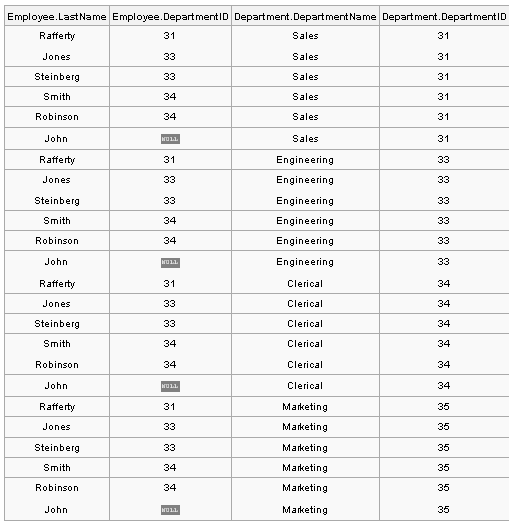 Employee.LastName Employee.DepartmentID Department.DepartmentName Department.DepartmentID
Rafferty 31 Sales 31
Jones 33 Sales 31
Steinberg 33 Sales 31
Smith 34 Sales 31
Robinson 34 Sales 31
John NULL Sales 31
Rafferty 31 Engineering 33
Jones 33 Engineering 33
Steinberg 33 Engineering 33
Smith 34 Engineering 33
Robinson 34 Engineering 33
John NULL Engineering 33
Rafferty 31 Clerical 34
Jones 33 Clerical 34
Steinberg 33 Clerical 34
Smith 34 Clerical 34
Robinson 34 Clerical 34
John NULL Clerical 34
Rafferty 31 Marketing 35
Jones 33 Marketing 35
Steinberg 33 Marketing 35
Smith 34 Marketing 35
Robinson 34 Marketing 35
John NULL Marketing 35